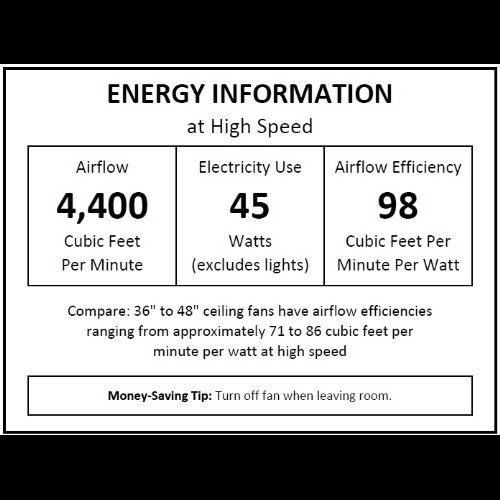 ENERGY INFORMATION
at High Speed
Airflow
4,400
Cubic Feet
Per Minute
Electricity Use
45
Watts
(excludes lights)
Airflow Efficiency
98
Cubic Feet Per
Minute Per Watt
Compare: 36" to 48" ceiling fans have airflow efficiencies
ranging from approximately 71 to 86 cubic feet per
minute per watt at high speed
Money-Saving Tip: Turn off fan when leaving room.